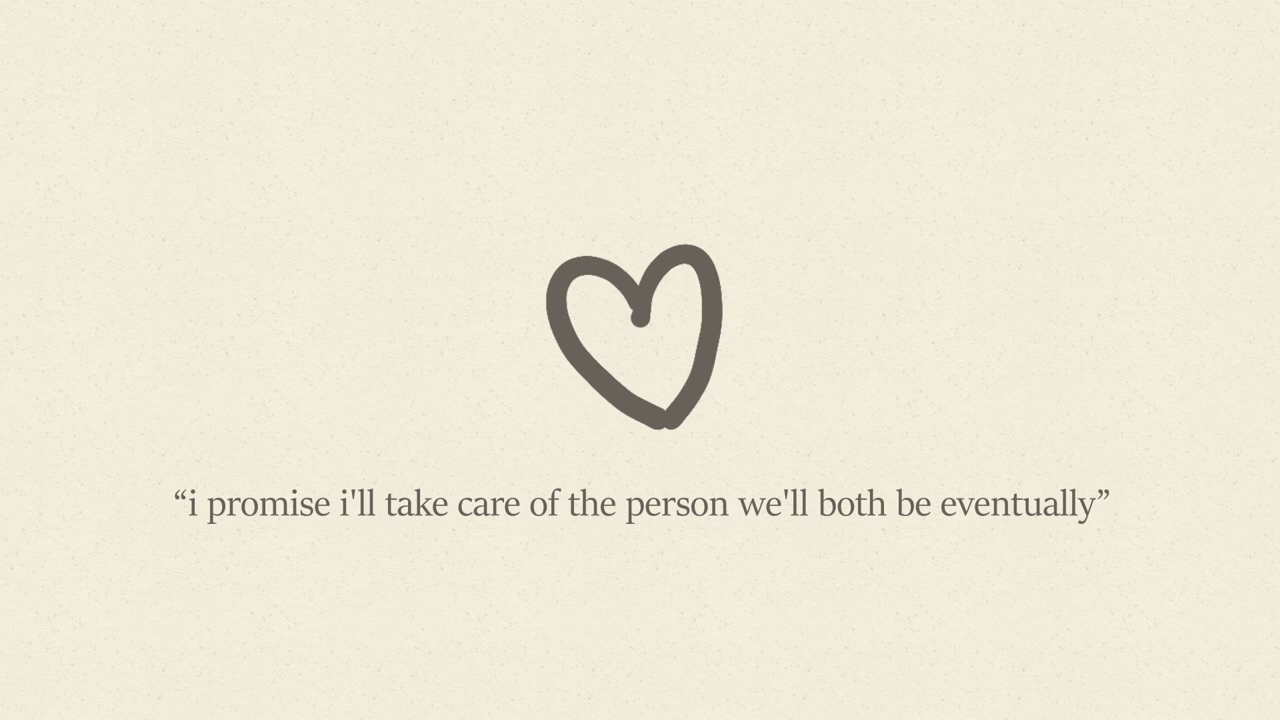 “i promise i'll take care of the person we'll both be eventually”